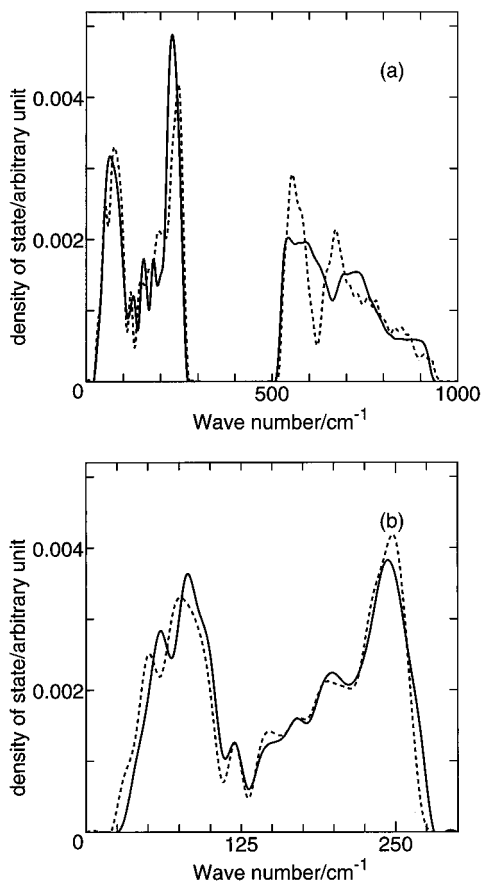 (a)
0.004
0.002
0
density of state/arbitrary unit
0 500 1000
Wave number/cm-1
(b)
0.004
0.002
0
density of state/arbitrary unit
0 125 250
Wave number/cm-1